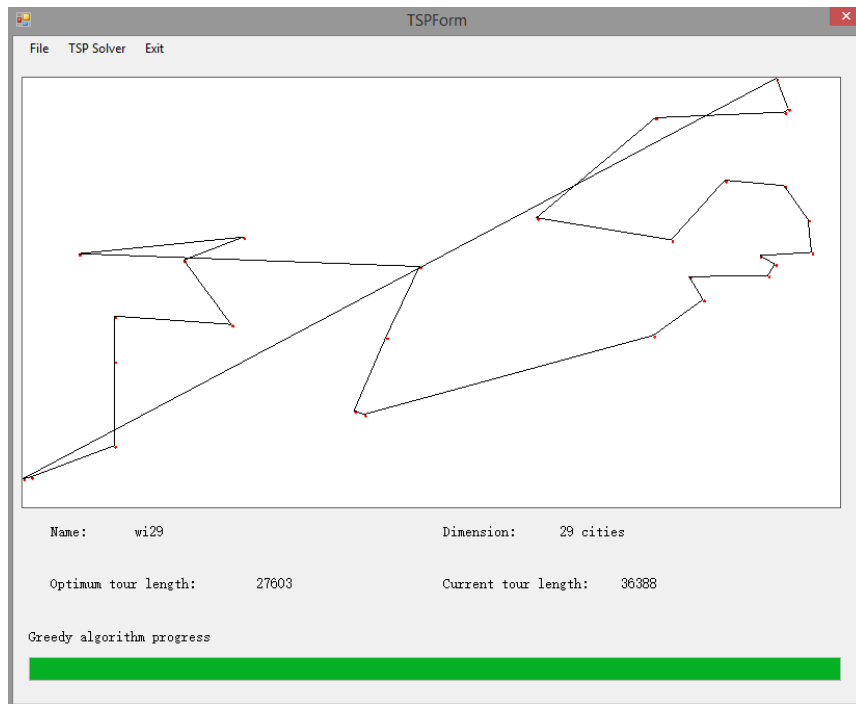 TSPForm
File TSP Solver Exit
Name: wi29 Dimension: 29 cities
Optimum tour length: 27603 Current tour length: 36388
Greedy algorithm progress